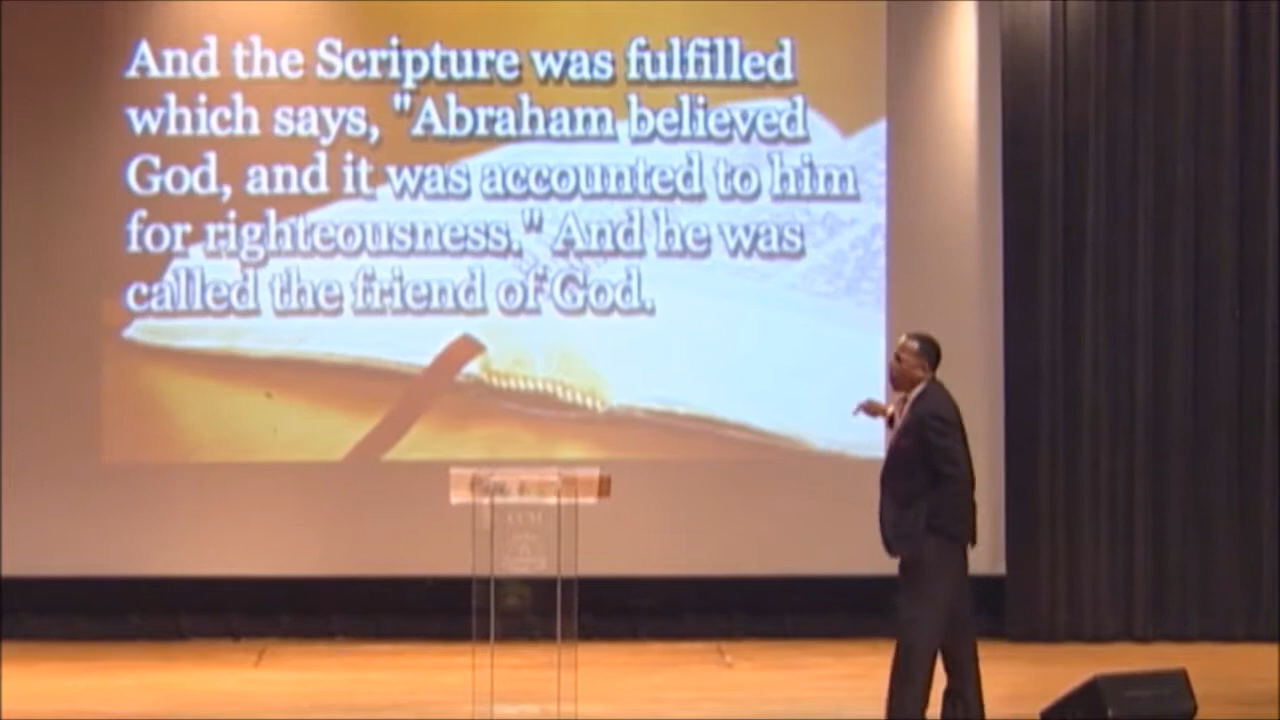 And the Scripture was fulfilled
which says, "Abraham believed
God, and it was accounted to him
for righteousness." And he was
called the friend of God.